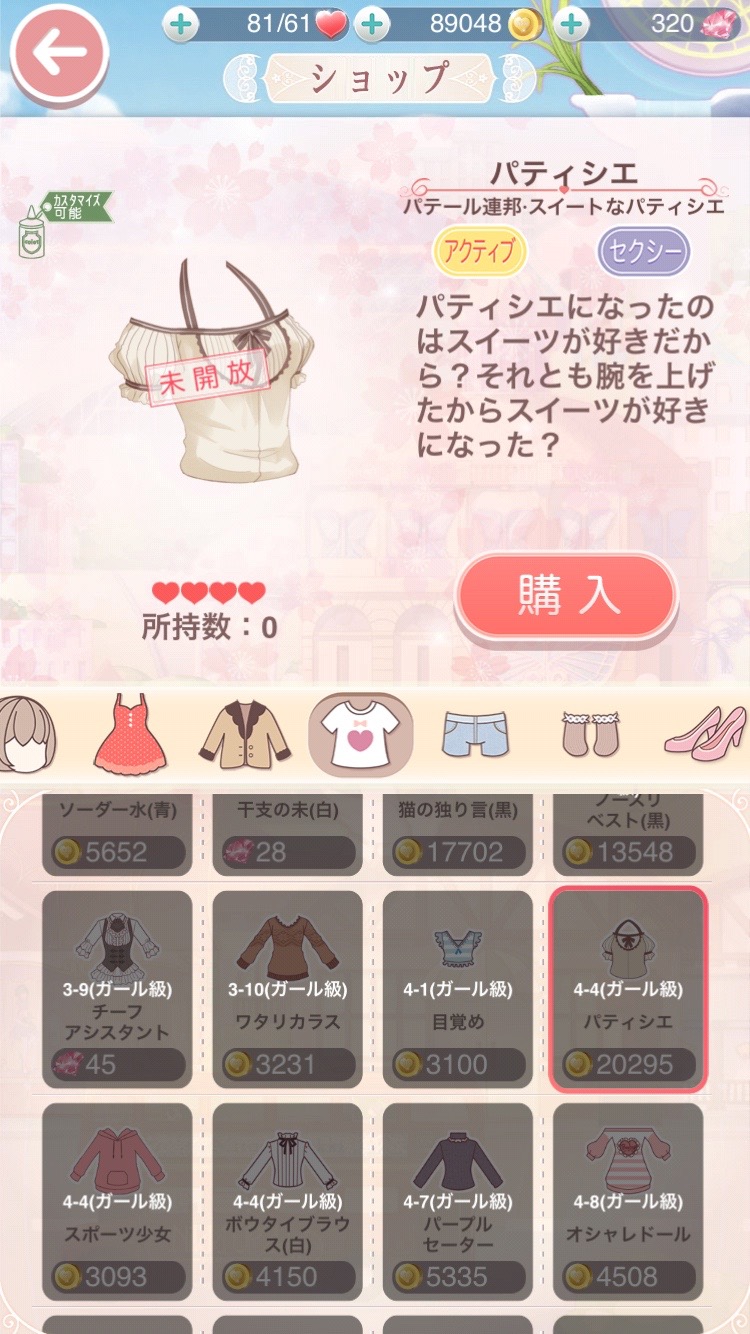 81/61
89048
320
ショップ
カスタマイズ
可能
パティシエ
パテール連邦·スイートなパティシエ
アクティブ
セクシー
パティシエになったの
はスイーツが好きだか
ら？それとも腕を上げ
たからスイーツが好き
になった？
未開放
所持数：0
購入
ソーダー水(青)
干支の未(白)
猫の独り言(黒)
ベスト(黒)
5652
28
17702
13548
3-9(ガール級)
チーフ
アシスタント
45
3-10(ガール級)
ワタリカラス
3231
4-1(ガール級)
目覚め
3100
4-4(ガール級)
パティシエ
20295
4-4(ガール級)
スポーツ少女
3093
4-4(ガール級)
ボウタイブラウ
ス(白)
4150
4-7(ガール級)
パープル
セーター
5335
4-8(ガール級)
オシャレドール
4508